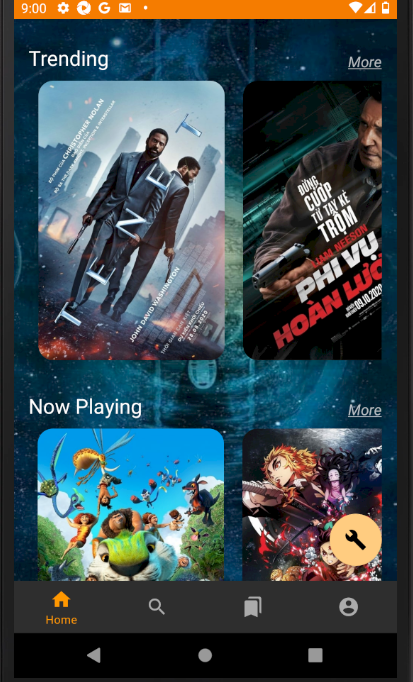 9:00
Trending
More
CHRISTOPHER NOLAN
TENET
JOHN DAVID WASHINGTON
ĐỪNG
CƯỚP
TỪ TAY KẺ
TRỘM
LIAM NEESON
PHI VỤ
HOÀN LƯƠ
09.10.2020
Now Playing
More
Home